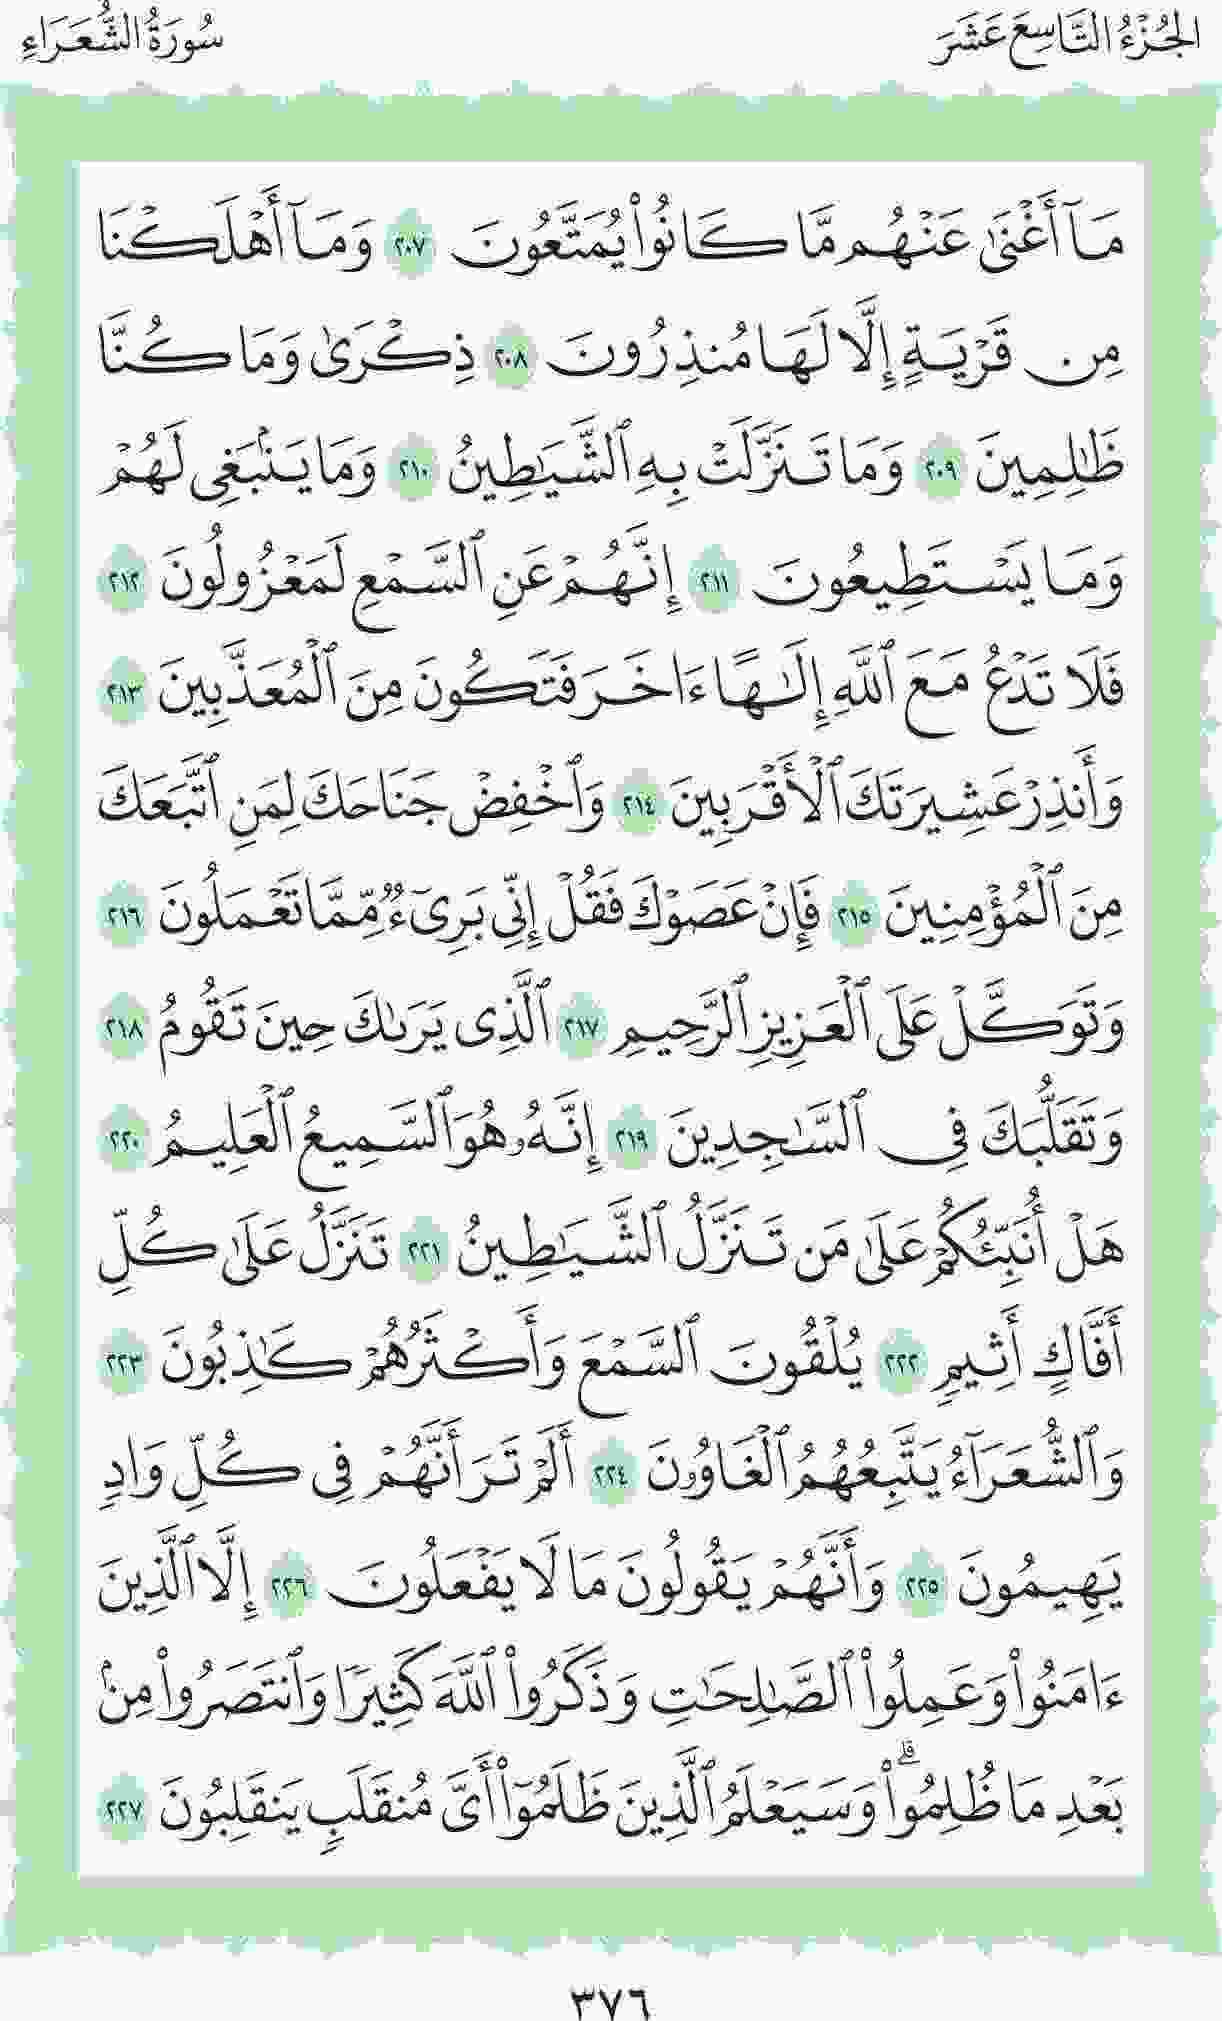 الجُزْءُ التَّاسِعَ عَشَرَ
سُورَةُ الشُّعَرَاءِ
مَآ أَغْنَىٰ عَنْهُم مَّا كَانُوا۟ يُمَتَّعُونَ ٢٠٧ وَمَآ أَهْلَكْنَا
مِن قَرْيَةٍ إِلَّا لَهَا مُنذِرُونَ ٢٠٨ ذِكْرَىٰ وَمَا كُنَّا
ظَٰلِمِينَ ٢٠٩ وَمَا تَنَزَّلَتْ بِهِ ٱلشَّيَٰطِينُ ٢١٠ وَمَا يَنۢبَغِى لَهُمْ
وَمَا يَسْتَطِيعُونَ ٢١١ إِنَّهُمْ عَنِ ٱلسَّمْعِ لَمَعْزُولُونَ ٢١٢
فَلَا تَدْعُ مَعَ ٱللَّهِ إِلَٰهًا ءَاخَرَ فَتَكُونَ مِنَ ٱلْمُعَذَّبِينَ ٢١٣
وَأَنذِرْ عَشِيرَتَكَ ٱلْأَقْرَبِينَ ٢١٤ وَٱخْفِضْ جَنَاحَكَ لِمَنِ ٱتَّبَعَكَ
مِنَ ٱلْمُؤْمِنِينَ ٢١٥ فَإِنْ عَصَوْكَ فَقُلْ إِنِّى بَرِىٓءٌ مِّمَّا تَعْمَلُونَ ٢١٦
وَتَوَكَّلْ عَلَى ٱلْعَزِيزِ ٱلرَّحِيمِ ٢١٧ ٱلَّذِى يَرَىٰكَ حِينَ تَقُومُ ٢١٨
وَتَقَلُّبَكَ فِى ٱلسَّٰجِدِينَ ٢١٩ إِنَّهُۥ هُوَ ٱلسَّمِيعُ ٱلْعَلِيمُ ٢٢٠
هَلْ أُنَبِّئُكُمْ عَلَىٰ مَن تَنَزَّلُ ٱلشَّيَٰطِينُ ٢٢١ تَنَزَّلُ عَلَىٰ كُلِّ
أَفَّاكٍ أَثِيمٍ ٢٢٢ يُلْقُونَ ٱلسَّمْعَ وَأَكْثَرُهُمْ كَٰذِبُونَ ٢٢٣
وَٱلشُّعَرَآءُ يَتَّبِعُهُمُ ٱلْغَاوُۥنَ ٢٢٤ أَلَمْ تَرَ أَنَّهُمْ فِى كُلِّ وَادٍ
يَهِيمُونَ ٢٢٥ وَأَنَّهُمْ يَقُولُونَ مَا لَا يَفْعَلُونَ ٢٢٦ إِلَّا ٱلَّذِينَ
ءَامَنُوا۟ وَعَمِلُوا۟ ٱلصَّٰلِحَٰتِ وَذَكَرُوا۟ ٱللَّهَ كَثِيرًا وَٱنتَصَرُوا۟ مِنۢ
بَعْدِ مَا ظُلِمُوا۟ ۗ وَسَيَعْلَمُ ٱلَّذِينَ ظَلَمُوٓا۟ أَىَّ مُنقَلَبٍ يَنقَلِبُونَ ٢٢٧
٣٧٦